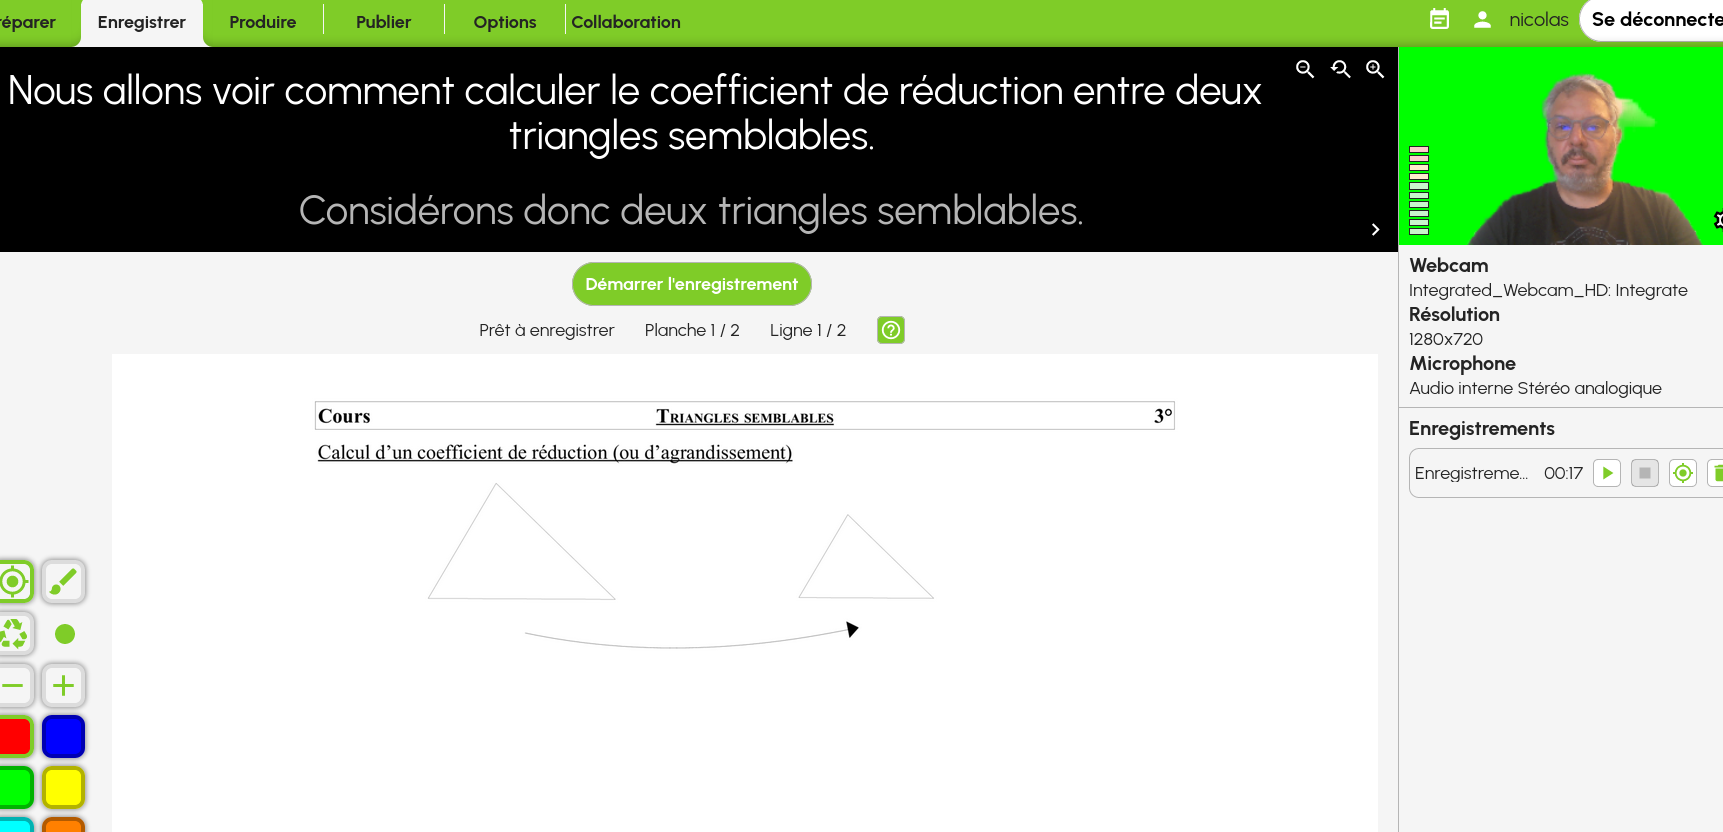 éparer Enregistrer Produire Publier Options Collaboration nicolas Se déconnecte
Nous allons voir comment calculer le coefficient de réduction entre deux
triangles semblables.
Considérons donc deux triangles semblables.
Démarrer l'enregistrement
Prêt à enregistrer Planche 1 / 2 Ligne 1 / 2
Cours TRIANGLES SEMBLABLES 3°
Calcul d’un coefficient de réduction (ou d’agrandissement)
Webcam
Integrated_Webcam_HD: Integrate
Résolution
1280x720
Microphone
Audio interne Stéréo analogique
Enregistrements
Enregistreme... 00:17